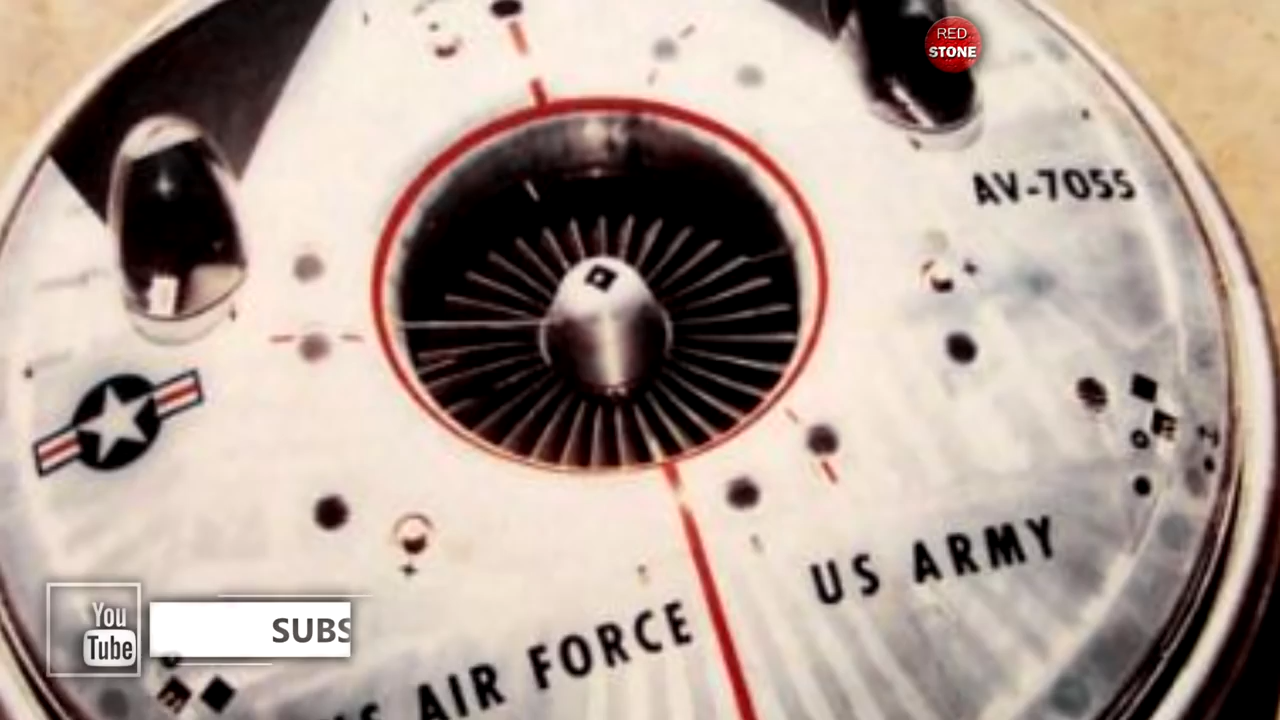 RED
STONE
AV-7055
US ARMY
AIR FORCE
You
Tube
SUBS